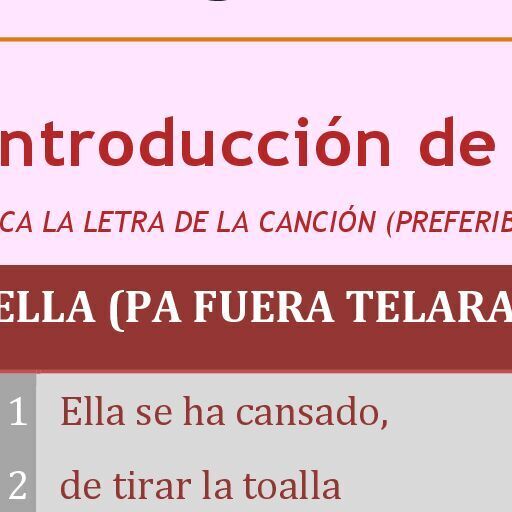 ntroducción de
CA LA LETRA DE LA CANCIÓN (PREFERIB
ELLA (PA FUERA TELARA
1 Ella se ha cansado,
2 de tirar la toalla